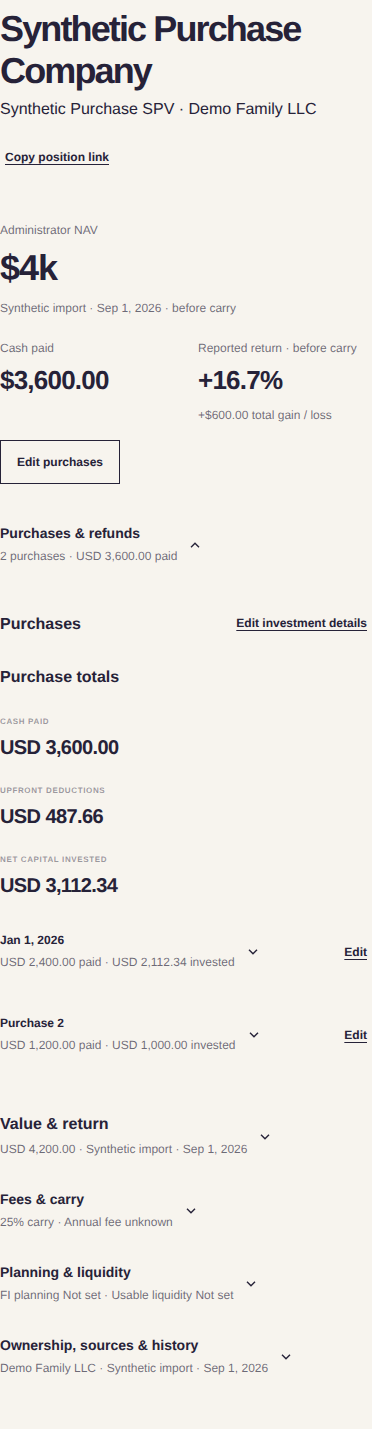 Synthetic Purchase
Company
Synthetic Purchase SPV · Demo Family LLC
Copy position link
Administrator NAV
$4k
Synthetic import · Sep 1, 2026 · before carry
Cash paid
Reported return · before carry
$3,600.00
+16.7%
+$600.00 total gain / loss
Edit purchases
Purchases & refunds
2 purchases · USD 3,600.00 paid
Purchases
Edit investment details
Purchase totals
CASH PAID
USD 3,600.00
UPFRONT DEDUCTIONS
USD 487.66
NET CAPITAL INVESTED
USD 3,112.34
Jan 1, 2026
USD 2,400.00 paid · USD 2,112.34 invested
Edit
Purchase 2
USD 1,200.00 paid · USD 1,000.00 invested
Edit
Value & return
USD 4,200.00 · Synthetic import · Sep 1, 2026
Fees & carry
25% carry · Annual fee unknown
Planning & liquidity
FI planning Not set · Usable liquidity Not set
Ownership, sources & history
Demo Family LLC · Synthetic import · Sep 1, 2026